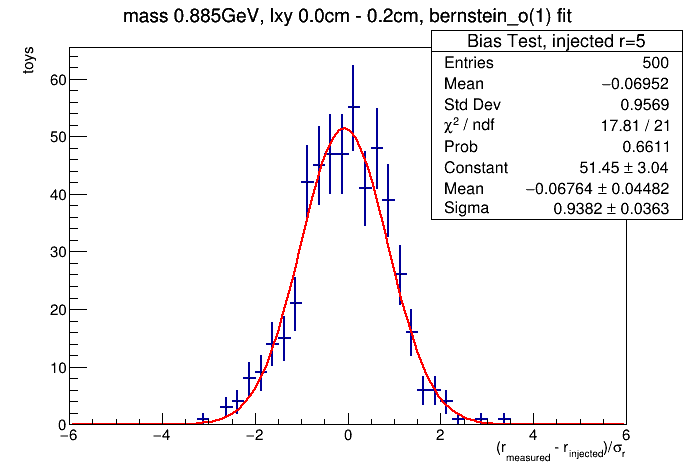 mass 0.885GeV, lxy 0.0cm - 0.2cm, bernstein_o(1) fit
Bias Test, injected r=5
Entries 500
Mean −0.06952
Std Dev 0.9569
χ² / ndf 17.81 / 21
Prob 0.6611
Constant 51.45 ± 3.04
Mean −0.06764 ± 0.04482
Sigma 0.9382 ± 0.0363
toys
60
50
40
30
20
10
0
−6 −4 −2 0 2 4 6
(r_measured - r_injected)/σ_r